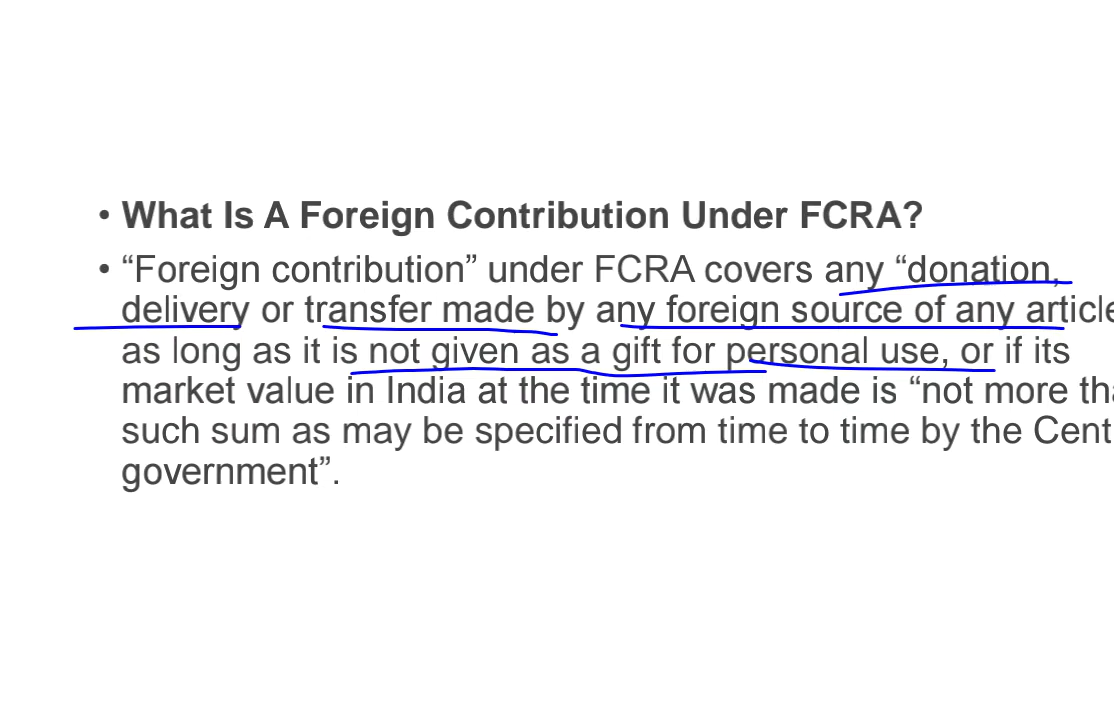 • What Is A Foreign Contribution Under FCRA?
• “Foreign contribution” under FCRA covers any “donation,
delivery or transfer made by any foreign source of any article
as long as it is not given as a gift for personal use, or if its
market value in India at the time it was made is “not more
such sum as may be specified from time to time by the
government”.